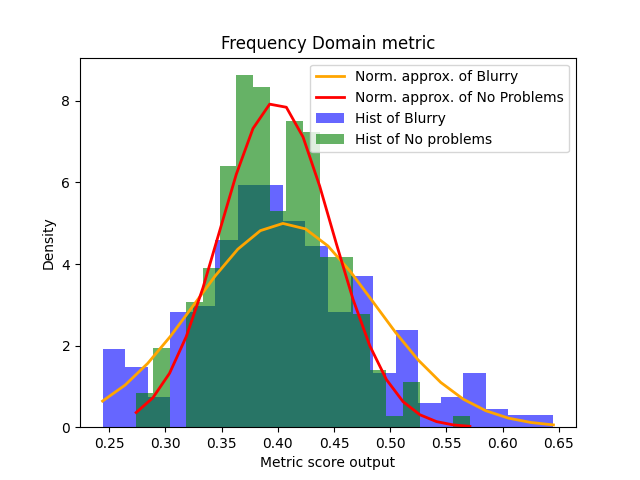 Frequency Domain metric
Norm. approx. of Blurry
Norm. approx. of No Problems
Hist of Blurry
Hist of No problems
Density
8
6
4
2
0
0.25 0.30 0.35 0.40 0.45 0.50 0.55 0.60 0.65
Metric score output